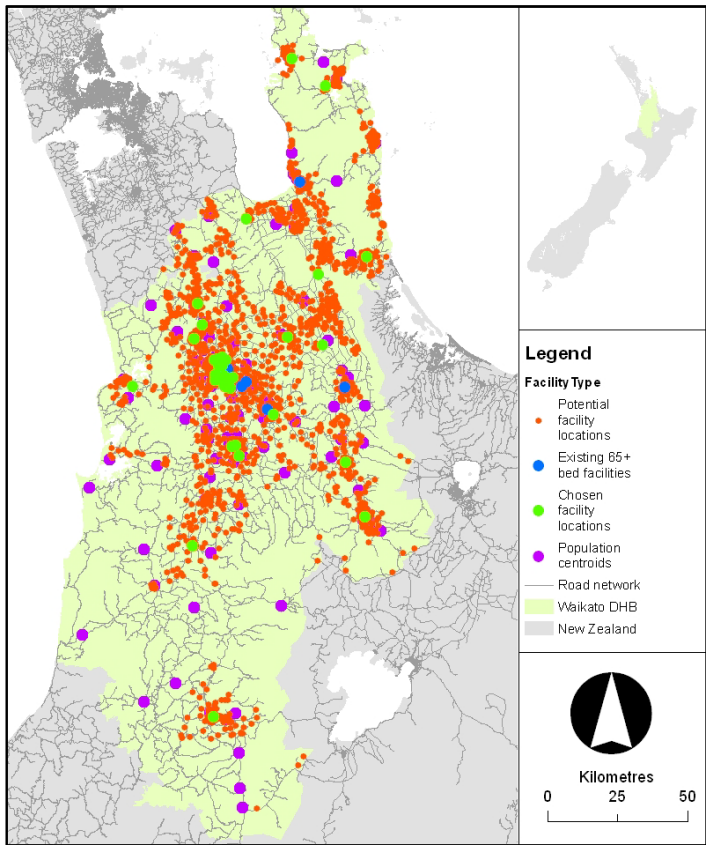 Legend
Facility Type
Potential
facility
locations
Existing 65+
bed facilities
Chosen
facility
locations
Population
centroids
Road network
Waikato DHB
New Zealand
Kilometres
0 25 50